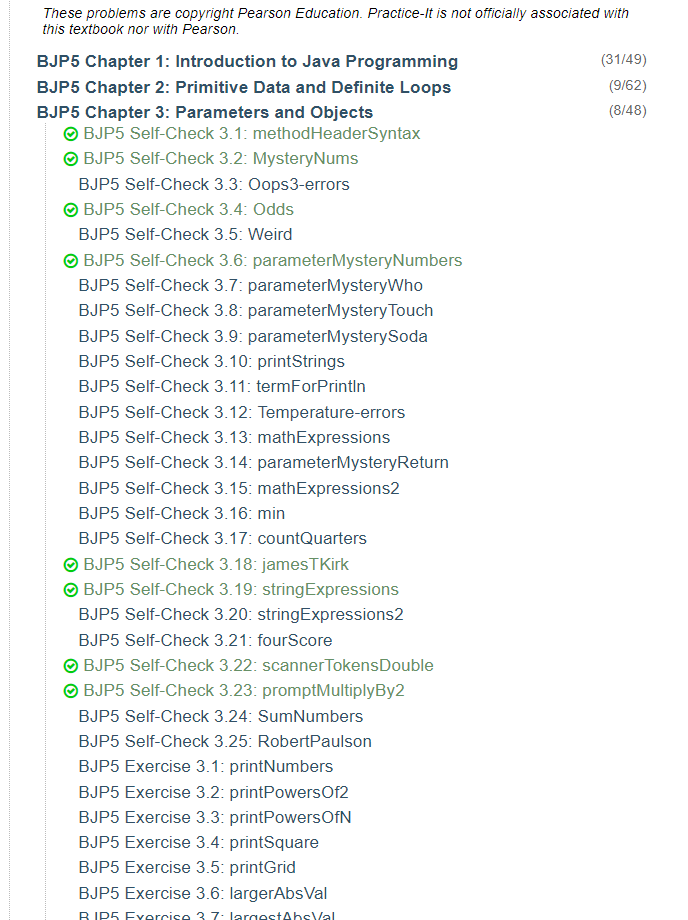 These problems are copyright Pearson Education. Practice-It is not officially associated with
this textbook nor with Pearson.
BJP5 Chapter 1: Introduction to Java Programming (31/49)
BJP5 Chapter 2: Primitive Data and Definite Loops (9/62)
BJP5 Chapter 3: Parameters and Objects (8/48)
BJP5 Self-Check 3.1: methodHeaderSyntax
BJP5 Self-Check 3.2: MysteryNums
BJP5 Self-Check 3.3: Oops3-errors
BJP5 Self-Check 3.4: Odds
BJP5 Self-Check 3.5: Weird
BJP5 Self-Check 3.6: parameterMysteryNumbers
BJP5 Self-Check 3.7: parameterMysteryWho
BJP5 Self-Check 3.8: parameterMysteryTouch
BJP5 Self-Check 3.9: parameterMysterySoda
BJP5 Self-Check 3.10: printStrings
BJP5 Self-Check 3.11: termForPrintln
BJP5 Self-Check 3.12: Temperature-errors
BJP5 Self-Check 3.13: mathExpressions
BJP5 Self-Check 3.14: parameterMysteryReturn
BJP5 Self-Check 3.15: mathExpressions2
BJP5 Self-Check 3.16: min
BJP5 Self-Check 3.17: countQuarters
BJP5 Self-Check 3.18: jamesTKirk
BJP5 Self-Check 3.19: stringExpressions
BJP5 Self-Check 3.20: stringExpressions2
BJP5 Self-Check 3.21: fourScore
BJP5 Self-Check 3.22: scannerTokensDouble
BJP5 Self-Check 3.23: promptMultiplyBy2
BJP5 Self-Check 3.24: SumNumbers
BJP5 Self-Check 3.25: RobertPaulson
BJP5 Exercise 3.1: printNumbers
BJP5 Exercise 3.2: printPowersOf2
BJP5 Exercise 3.3: printPowersOfN
BJP5 Exercise 3.4: printSquare
BJP5 Exercise 3.5: printGrid
BJP5 Exercise 3.6: largerAbsVal
BJP5 Exercise 3.7: largestAbsVal